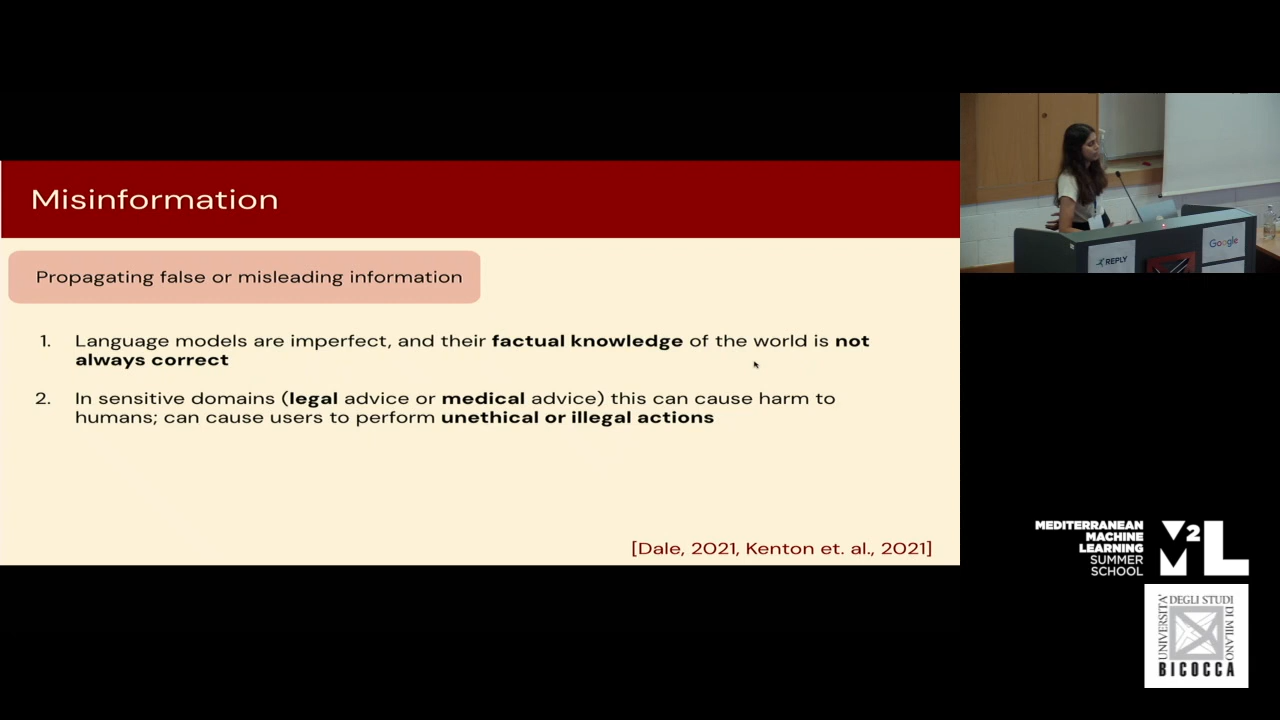 Misinformation
Propagating false or misleading information
1. Language models are imperfect, and their factual knowledge of the world is not
always correct
2. In sensitive domains (legal advice or medical advice) this can cause harm to
humans; can cause users to perform unethical or illegal actions
[Dale, 2021, Kenton et. al., 2021]
REPLY
Google
MEDITERRANEAN
MACHINE
LEARNING
SUMMER
SCHOOL
M2L
UNIVERSITÀ
DEGLI STUDI
DI MILANO
BICOCCA